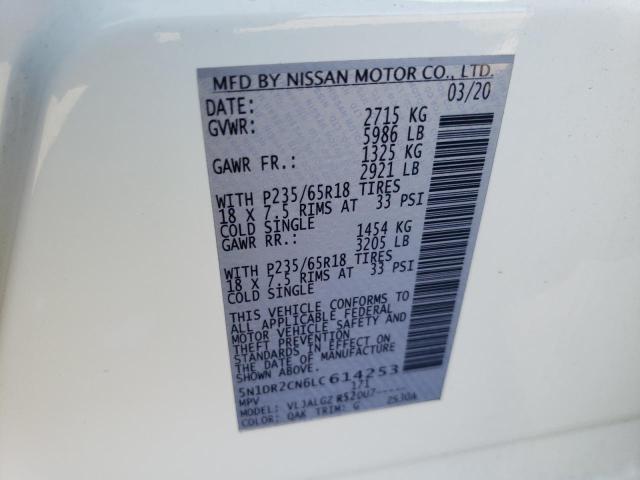 MFD BY NISSAN MOTOR CO., LTD.
DATE: 03/20
GVWR: 2715 KG
5986 LB
GAWR FR.: 1325 KG
2921 LB
WITH P235/65R18 TIRES
18 X 7.5 RIMS AT 33 PSI
COLD SINGLE
GAWR RR.: 1454 KG
3205 LB
WITH P235/65R18 TIRES
18 X 7.5 RIMS AT 33 PSI
COLD SINGLE
THIS VEHICLE CONFORMS TO
ALL APPLICABLE FEDERAL
MOTOR VEHICLE SAFETY AND
THEFT PREVENTION
STANDARDS IN EFFECT ON
THE DATE OF MANUFACTURE
SHOWN ABOVE.
5N1DR2CN6LC614253
MPV 171
MODEL: VLJALGZ R52DU7-----
COLOR: QAK TRIM: G 2530A